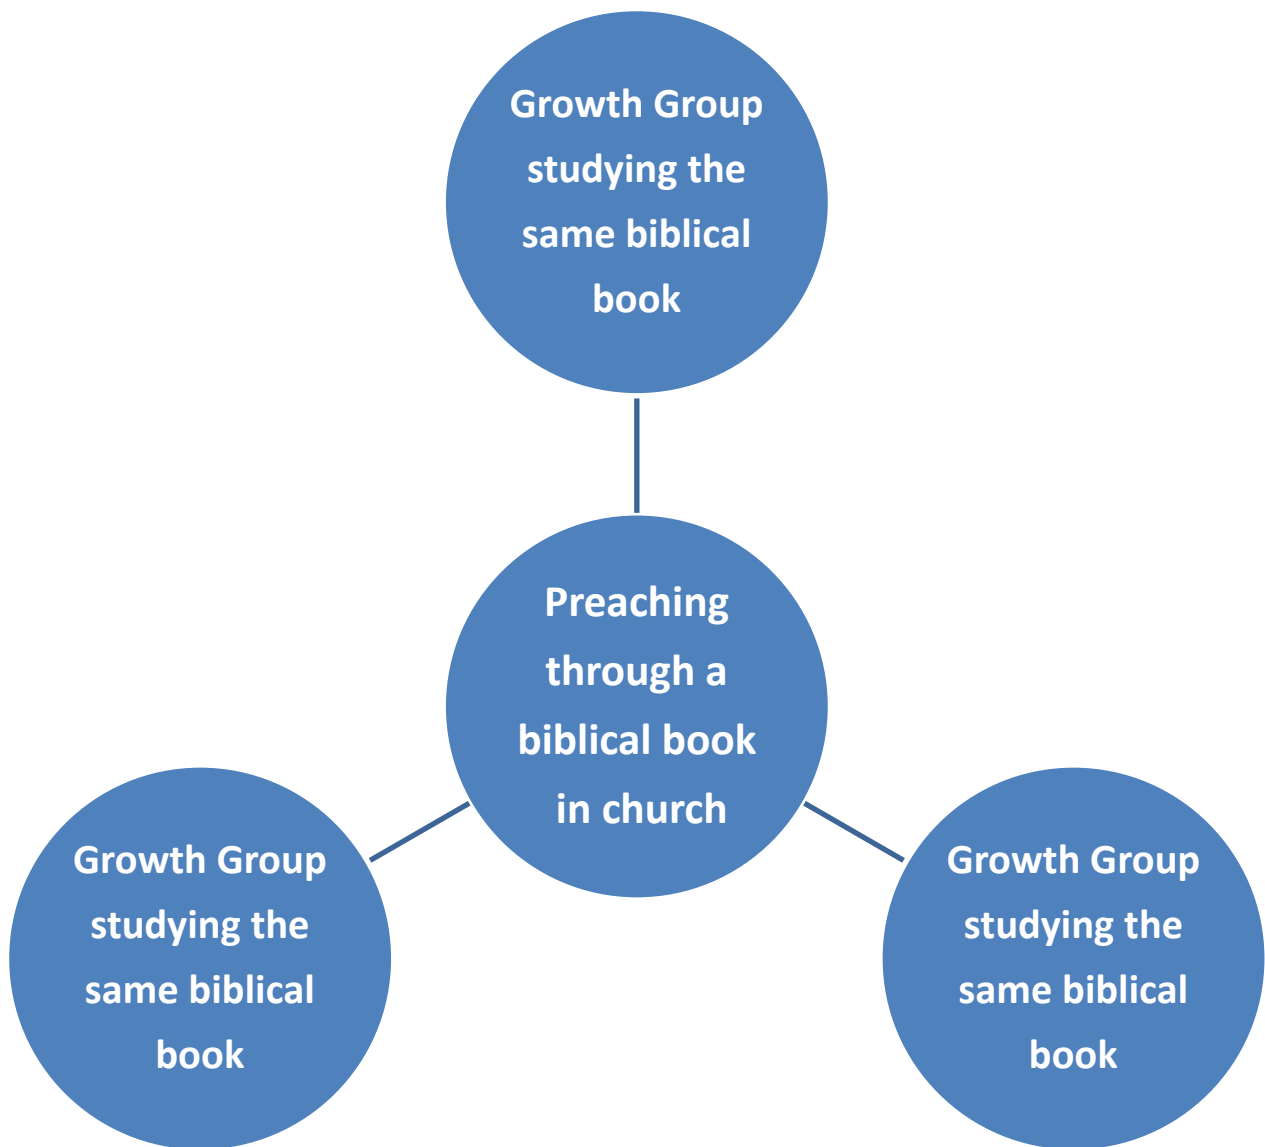 Growth Group
studying the
same biblical
book
Preaching
through a
biblical book
in church
Growth Group
studying the
same biblical
book
Growth Group
studying the
same biblical
book